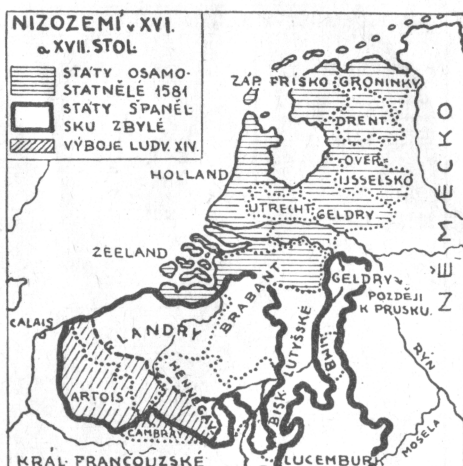 NIZOZEMÍ v XVI.
a XVII. STOL:
STÁTY OSAMO-
STATNĚLÉ 1581
STÁTY ŠPANĚL-
SKU ZBYLÉ
VÝBOJE LUDV. XIV.
ZÁP. FRISKO
GRONINKY
DRENT
OVER
IJSSELSKO
HOLLAND
UTRECHT
GELDRY
NĚMECKO
ZEELAND
GELDRY
POZDĚJI
K PRUSKU.
BRABANT
CALAIS
FLANDRY
LUTYŠSKÉ
BISK.
LIMB.
RÝN
HENNEGAV
ARTOIS
CAMBRAY
MOSELA
LUCEMBURK
KRÁL. FRANCOUZSKÉ